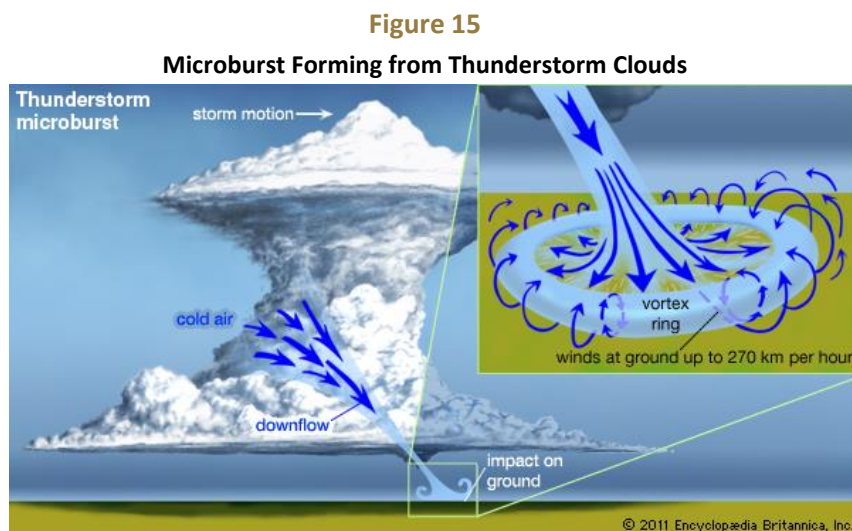 Figure 15
Microburst Forming from Thunderstorm Clouds
Thunderstorm
microburst
storm motion
cold air
downflow
impact on
ground
vortex
ring
winds at ground up to 270 km per hour
© 2011 Encyclopædia Britannica, Inc.